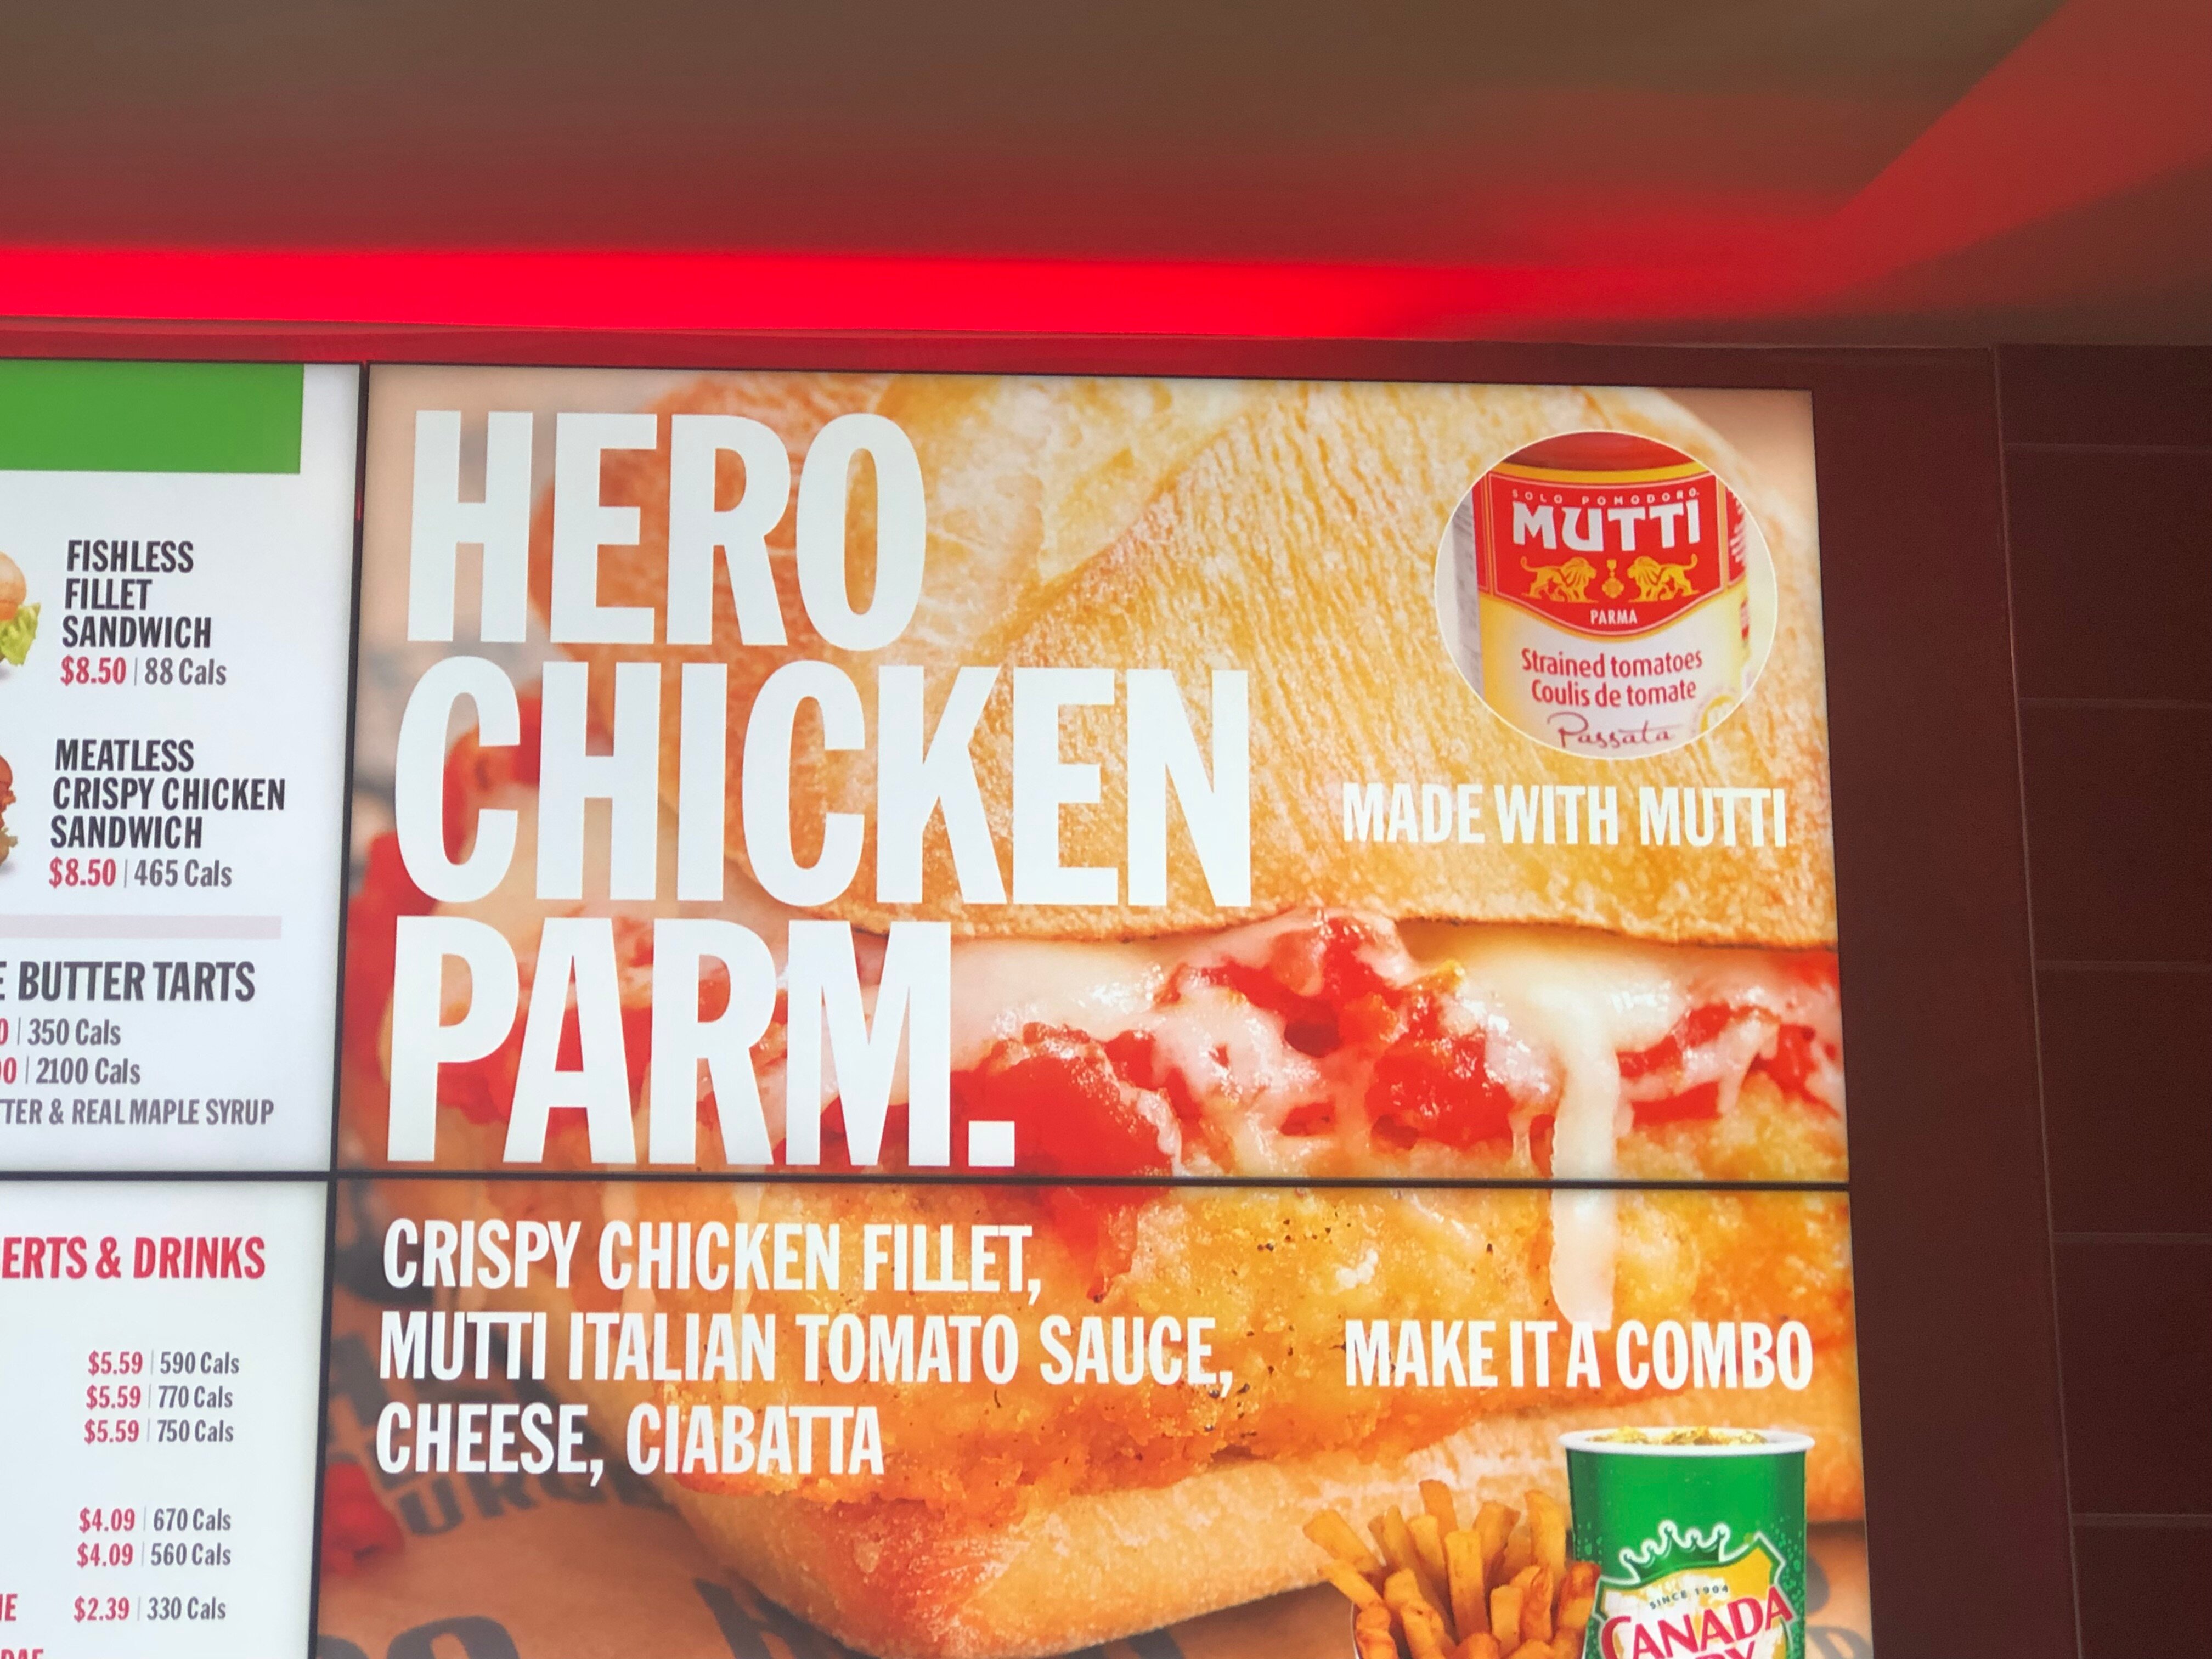 FISHLESS
FILLET
SANDWICH
$8.50 | 88 Cals
MEATLESS
CRISPY CHICKEN
SANDWICH
$8.50 | 465 Cals
BUTTER TARTS
350 Cals
2100 Cals
& REAL MAPLE SYRUP
& DRINKS
$5.59 | 590 Cals
$5.59 | 770 Cals
$5.59 | 750 Cals
$4.09 | 670 Cals
$4.09 | 560 Cals
$2.39 | 330 Cals
HERO
CHICKEN
PARM.
SOLO POMODORO
MUTTI
PARMA
Strained tomatoes
Coulis de tomate
Passata
MADE WITH MUTTI
CRISPY CHICKEN FILLET,
MUTTI ITALIAN TOMATO SAUCE,
CHEESE, CIABATTA
MAKE IT A COMBO
SINCE 1904
CANADA